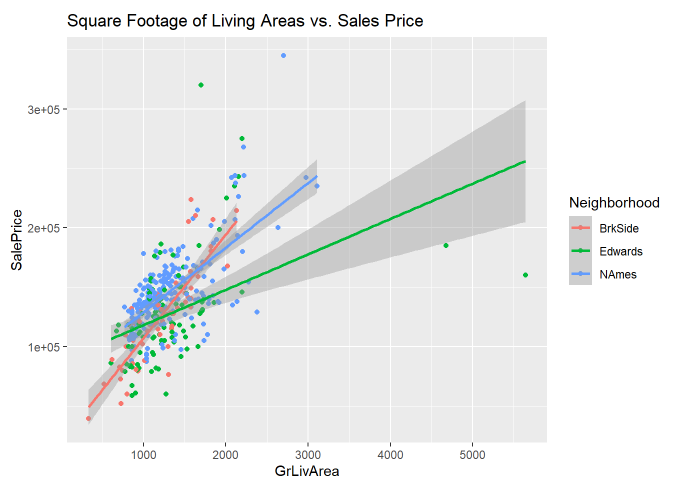 Square Footage of Living Areas vs. Sales Price
3e+05
2e+05
1e+05
SalePrice
1000 2000 3000 4000 5000
GrLivArea
Neighborhood
BrkSide
Edwards
NAmes